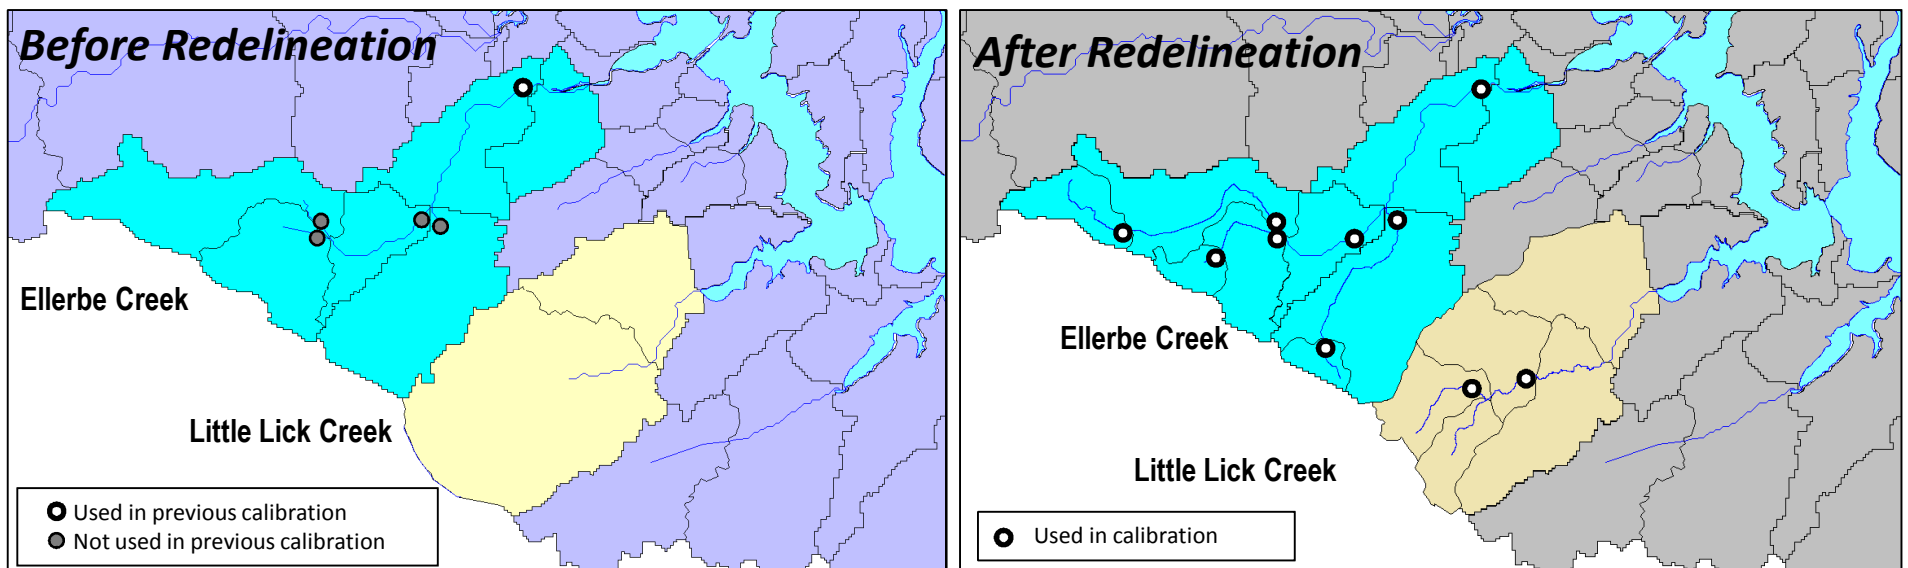 Before Redelineation
Ellerbe Creek
Little Lick Creek
Used in previous calibration
Not used in previous calibration
After Redelineation
Ellerbe Creek
Little Lick Creek
Used in calibration